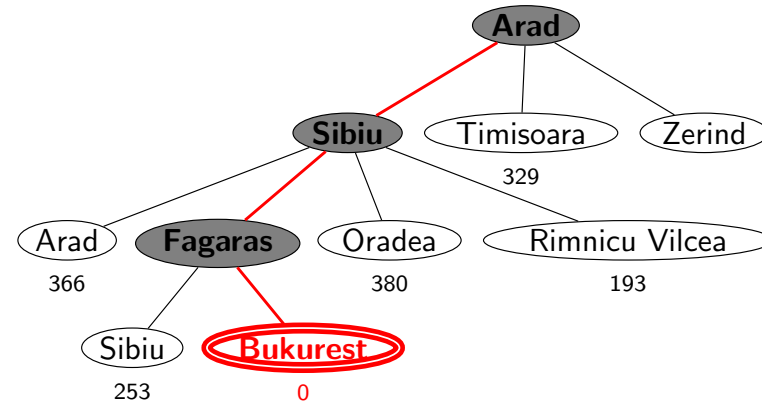 Arad
Sibiu Timisoara Zerind
329
Arad Fagaras Oradea Rimnicu Vilcea
366 380 193
Sibiu Bukurest
253 0